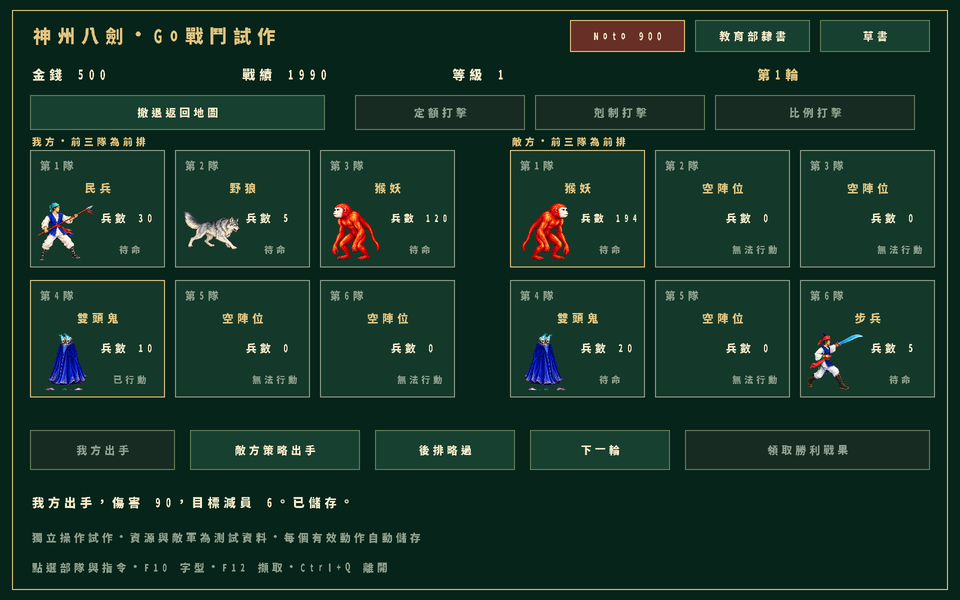 神州八劍・GO戰鬥試作
Noto 900 教育部隸書 草書
金錢 500 戰績 1990 等級 1 第1輪
撤退返回地圖 定額打擊 剋制打擊 比例打擊
我方・前三隊為前排 敵方・前三隊為前排
第1隊 第2隊 第3隊 第1隊 第2隊 第3隊
民兵 野狼 猴妖 猴妖 空陣位 空陣位
兵數 30 兵數 5 兵數 120 兵數 194 兵數 0 兵數 0
待命 待命 待命 待命 無法行動 無法行動
第4隊 第5隊 第6隊 第4隊 第5隊 第6隊
雙頭鬼 空陣位 空陣位 雙頭鬼 空陣位 步兵
兵數 10 兵數 0 兵數 0 兵數 20 兵數 0 兵數 5
已行動 無法行動 無法行動 待命 無法行動 待命
我方出手 敵方策略出手 後排略過 下一輪 領取勝利戰果
我方出手，傷害 90，目標減員 6。已儲存。
獨立操作試作・資源與敵軍為測試資料・每個有效動作自動儲存
點選部隊與指令・F10 字型・F12 擷取・Ctrl+Q 離開